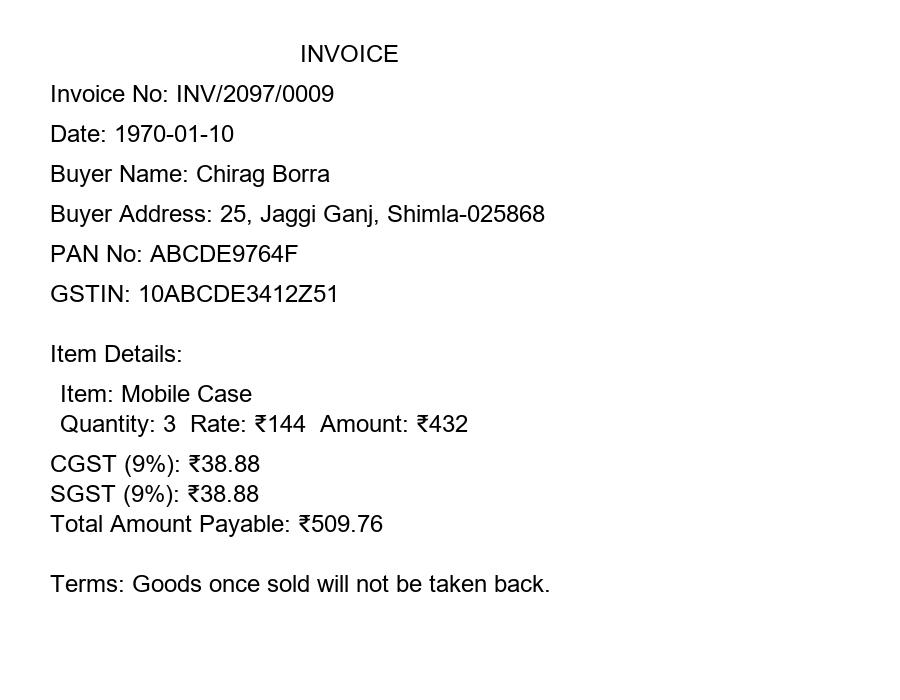 INVOICE
Invoice No: INV/2097/0009
Date: 1970-01-10
Buyer Name: Chirag Borra
Buyer Address: 25, Jaggi Ganj, Shimla-025868
PAN No: ABCDE9764F
GSTIN: 10ABCDE3412Z51
Item Details:
Item: Mobile Case
Quantity: 3  Rate: ₹144  Amount: ₹432
CGST (9%): ₹38.88
SGST (9%): ₹38.88
Total Amount Payable: ₹509.76
Terms: Goods once sold will not be taken back.